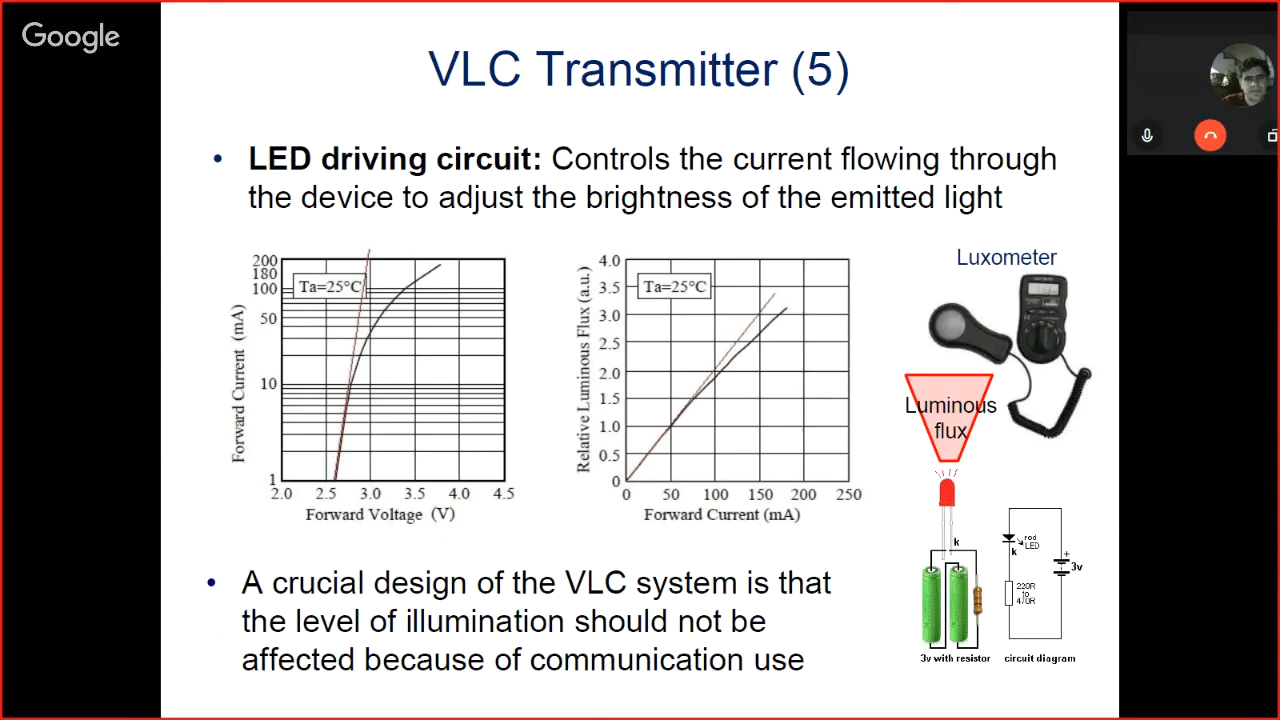 Google
VLC Transmitter (5)
• LED driving circuit: Controls the current flowing through
the device to adjust the brightness of the emitted light
200
180
100
50
10
1
Forward Current (mA)
Ta=25°C
2.0 2.5 3.0 3.5 4.0 4.5
Forward Voltage (V)
4.0
3.5
3.0
2.5
2.0
1.5
1.0
0.5
0
Relative Luminous Flux (a.u.)
Ta=25°C
0 50 100 150 200 250
Forward Current (mA)
Luxometer
Luminous
flux
k
3v with resistor
red
LED
k
+
3v
220R
to
470R
circuit diagram
• A crucial design of the VLC system is that
the level of illumination should not be
affected because of communication use